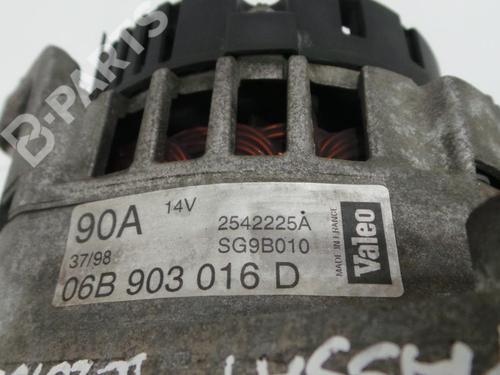 B-PARTS
90A 14V 2542225A
37/98 SG9B010
06B 903 016 D
MADE IN FRANCE
Valeo